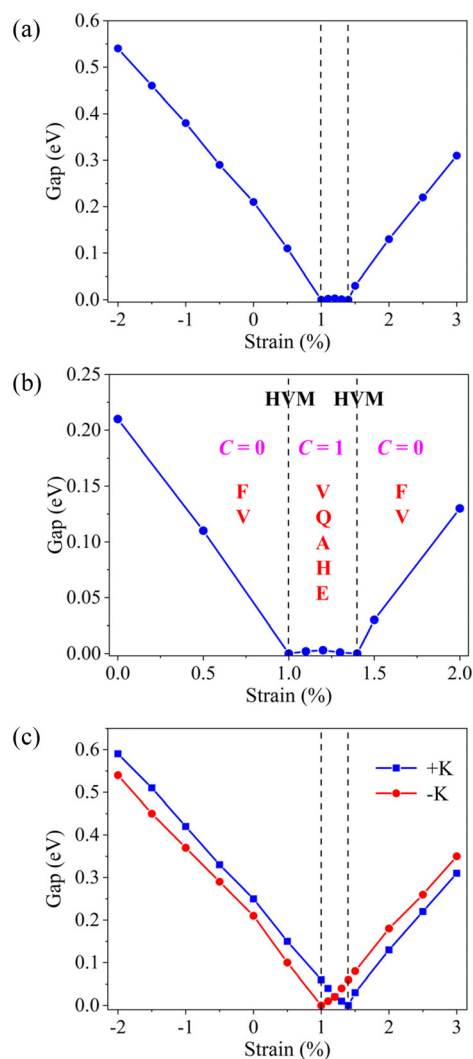 (a)
Gap (eV)
0.6
0.5
0.4
0.3
0.2
0.1
0.0
-2 -1 0 1 2 3
Strain (%)
(b)
Gap (eV)
0.25
0.20
0.15
0.10
0.05
0.00
HVM HVM
C = 0 C = 1 C = 0
F V F
V Q V
A
H
E
0.0 0.5 1.0 1.5 2.0
Strain (%)
(c)
Gap (eV)
0.6
0.5
0.4
0.3
0.2
0.1
0.0
+K
-K
-2 -1 0 1 2 3
Strain (%)